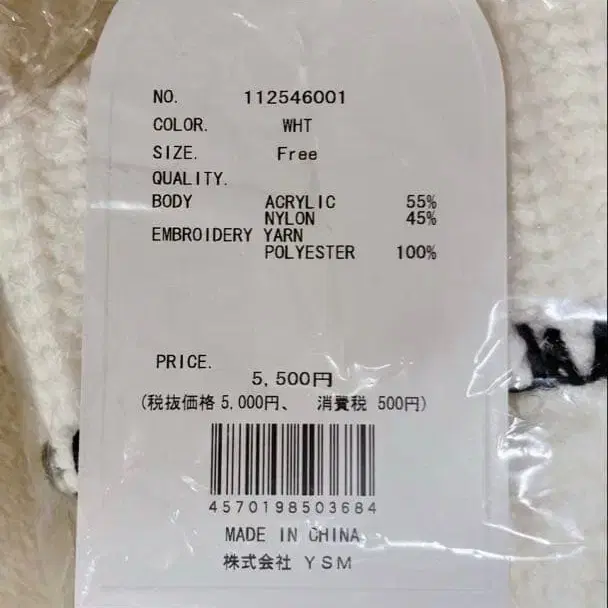 NO. 112546001
COLOR. WHT
SIZE. Free
QUALITY.
BODY ACRYLIC 55%
NYLON 45%
EMBROIDERY YARN
POLYESTER 100%
PRICE.
5,500円
(税抜価格 5,000円、 消費税 500円)
4570198503684
MADE IN CHINA
株式会社 YSM